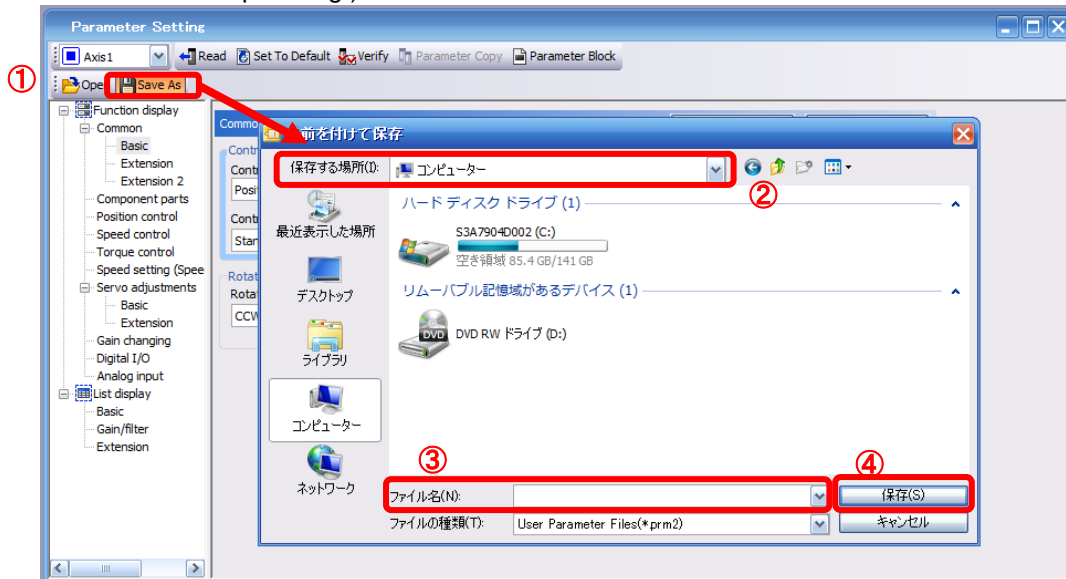 Parameter Setting
Axis1 Read Set To Default Verify Parameter Copy Parameter Block
① Ope Save As
Function display
Common
Basic
Extension
Extension 2
Component parts
Position control
Speed control
Torque control
Speed setting (Spee
Servo adjustments
Basic
Extension
Gain changing
Digital I/O
Analog input
List display
Basic
Gain/filter
Extension
Commo
Contr
Cont
Posi
Cont
Star
Rotat
Rota
CCW
前を付けて保存
保存する場所(I): コンピューター
②
最近表示した場所
デスクトップ
ライブラリ
コンピューター
ネットワーク
ハード ディスク ドライブ (1)
S3A7904D002 (C:)
空き領域 85.4 GB/141 GB
リムーバブル記憶域があるデバイス (1)
DVD
DVD RW ドライブ (D:)
③
④
ファイル名(N): 保存(S)
ファイルの種類(T): User Parameter Files(*.prm2) キャンセル